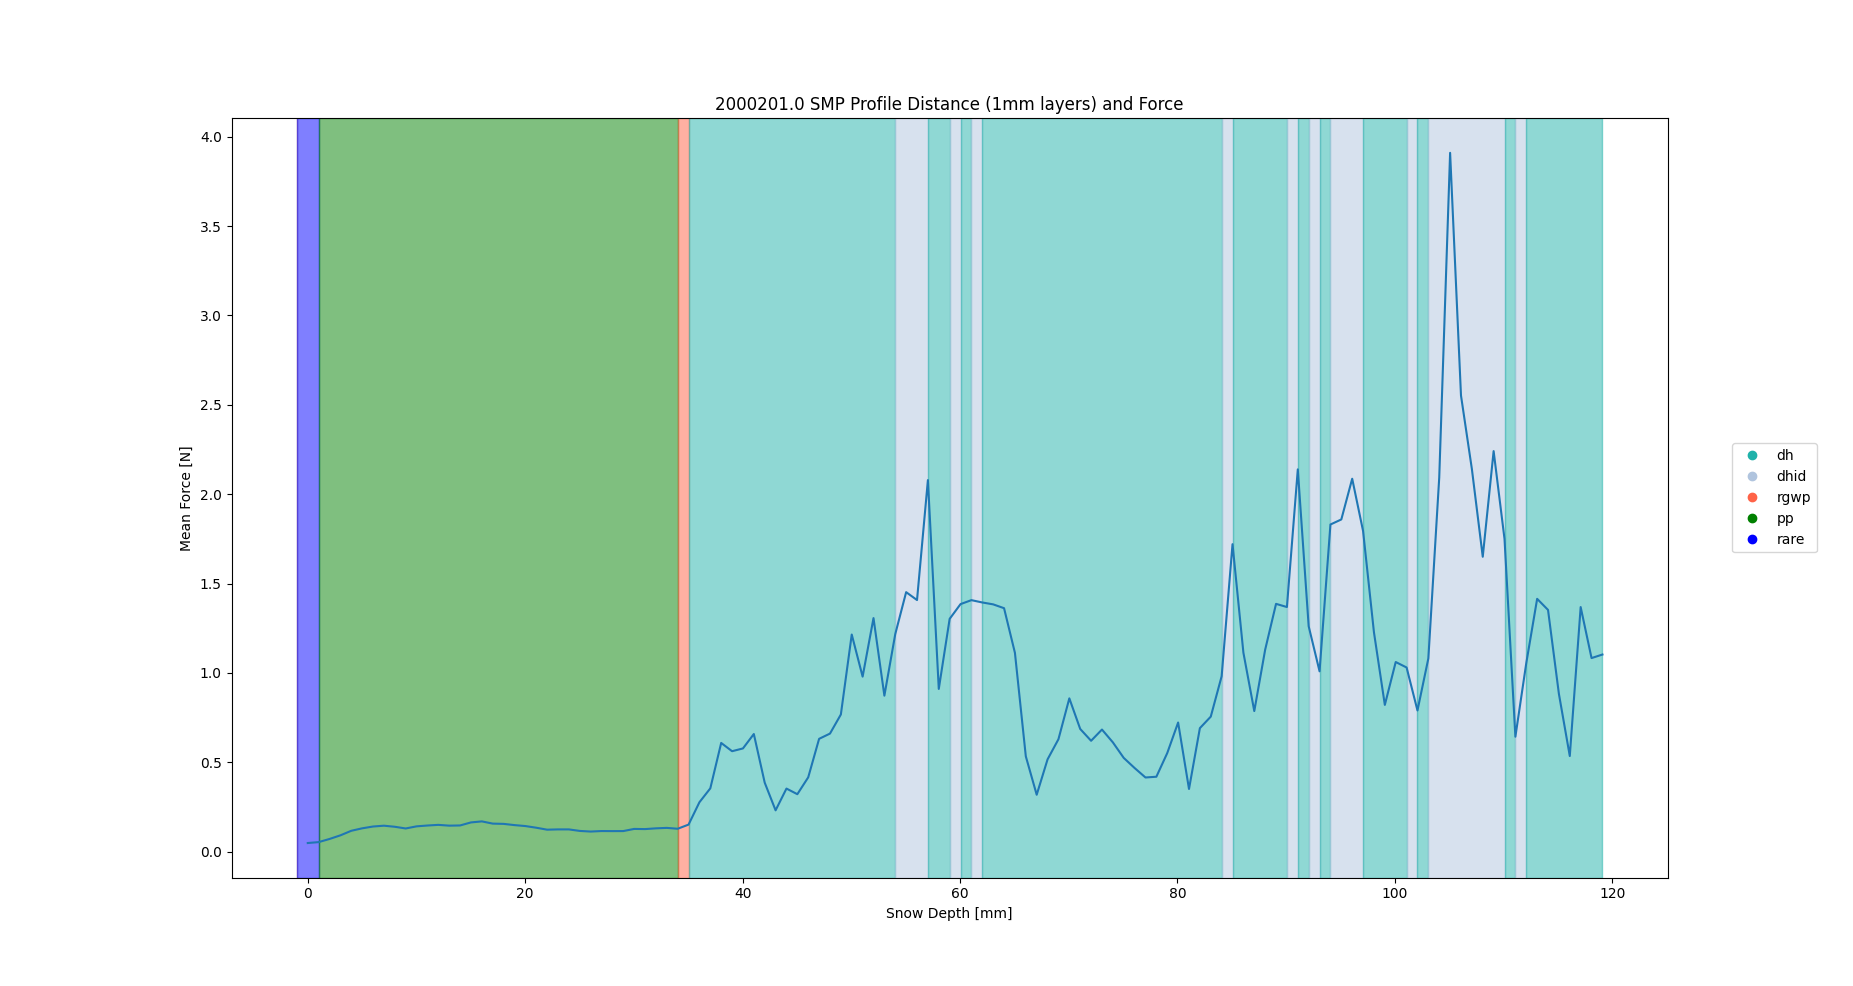 2000201.0 SMP Profile Distance (1mm layers) and Force
4.0
3.5
3.0
2.5
2.0
1.5
1.0
0.5
0.0
Mean Force [N]
0 20 40 60 80 100 120
Snow Depth [mm]
dh
dhid
rgwp
pp
rare